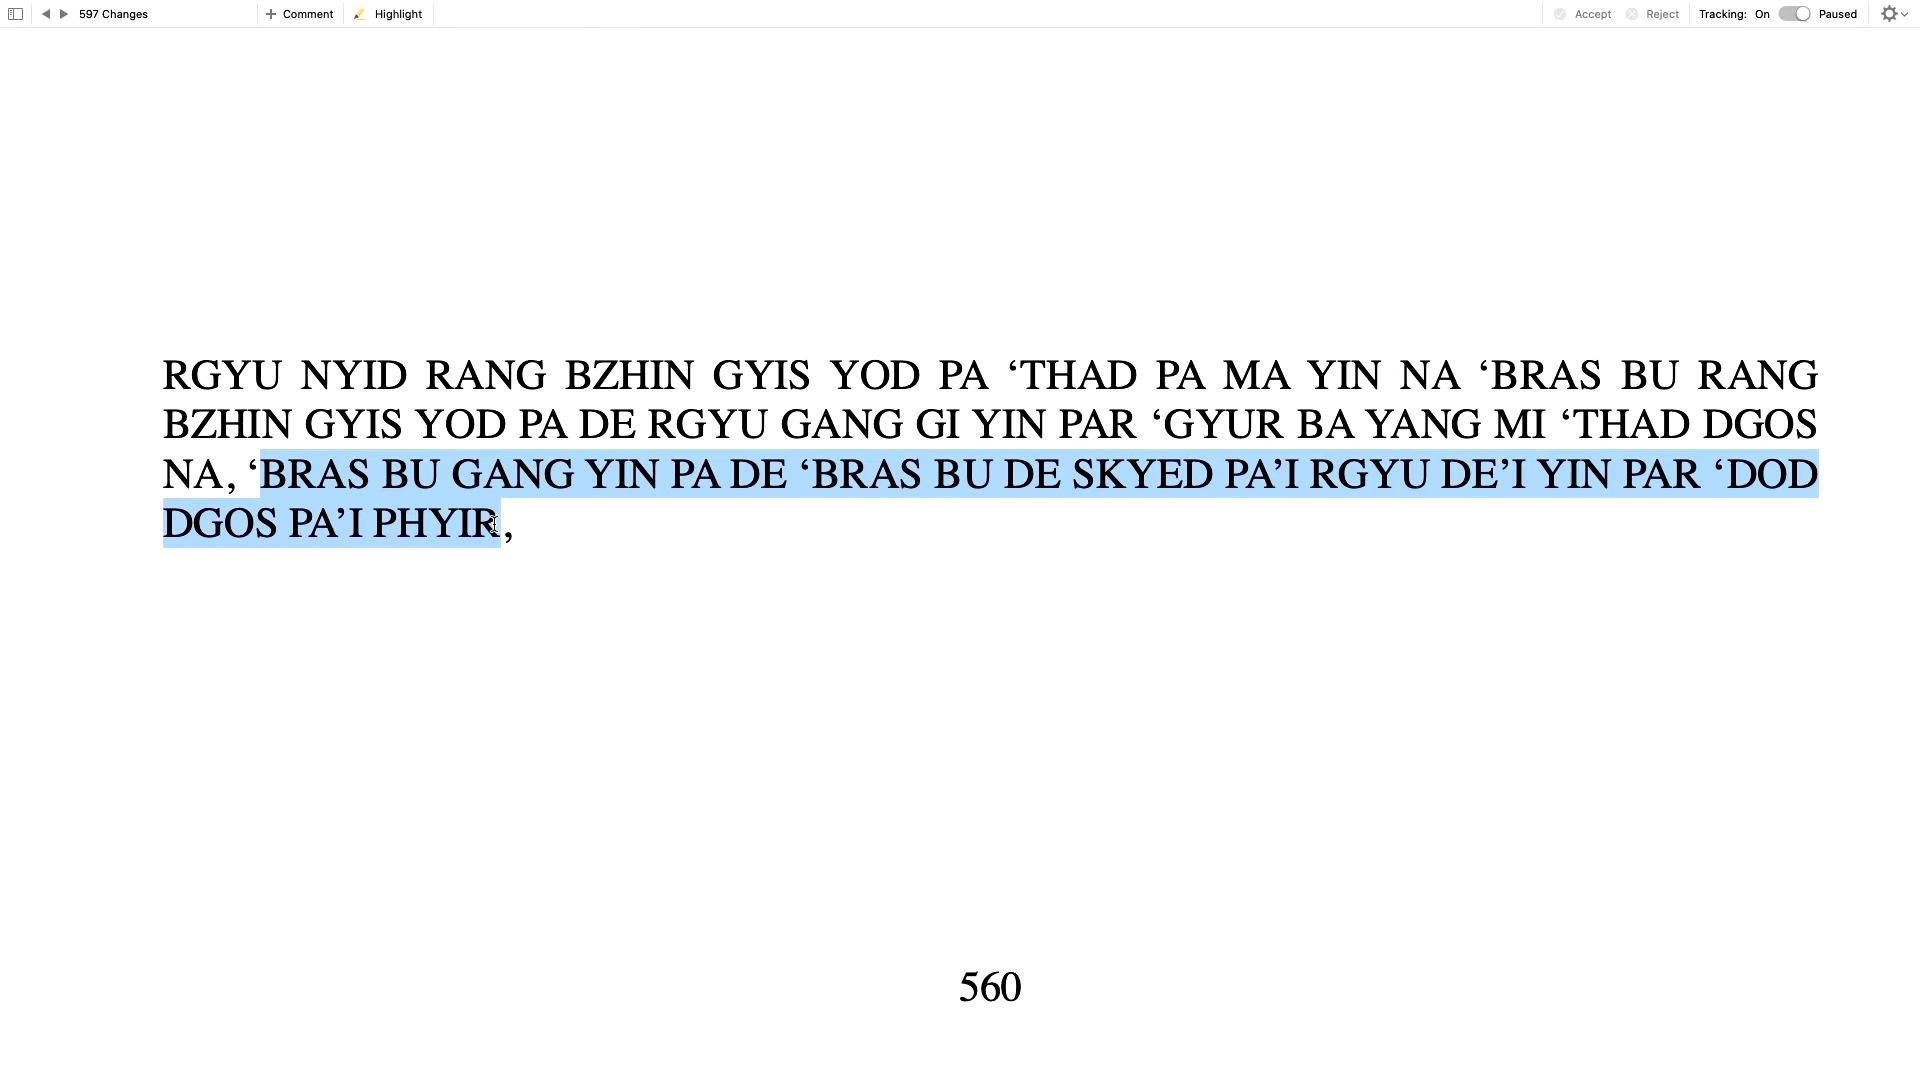 597 Changes
Comment
Highlight
Accept
Reject
Tracking: On
Paused
RGYU NYID RANG BZHIN GYIS YOD PA ‘THAD PA MA YIN NA ‘BRAS BU RANG
BZHIN GYIS YOD PA DE RGYU GANG GI YIN PAR ‘GYUR BA YANG MI ‘THAD DGOS
NA, ‘BRAS BU GANG YIN PA DE ‘BRAS BU DE SKYED PA’I RGYU DE’I YIN PAR ‘DOD
DGOS PA’I PHYIR,
560